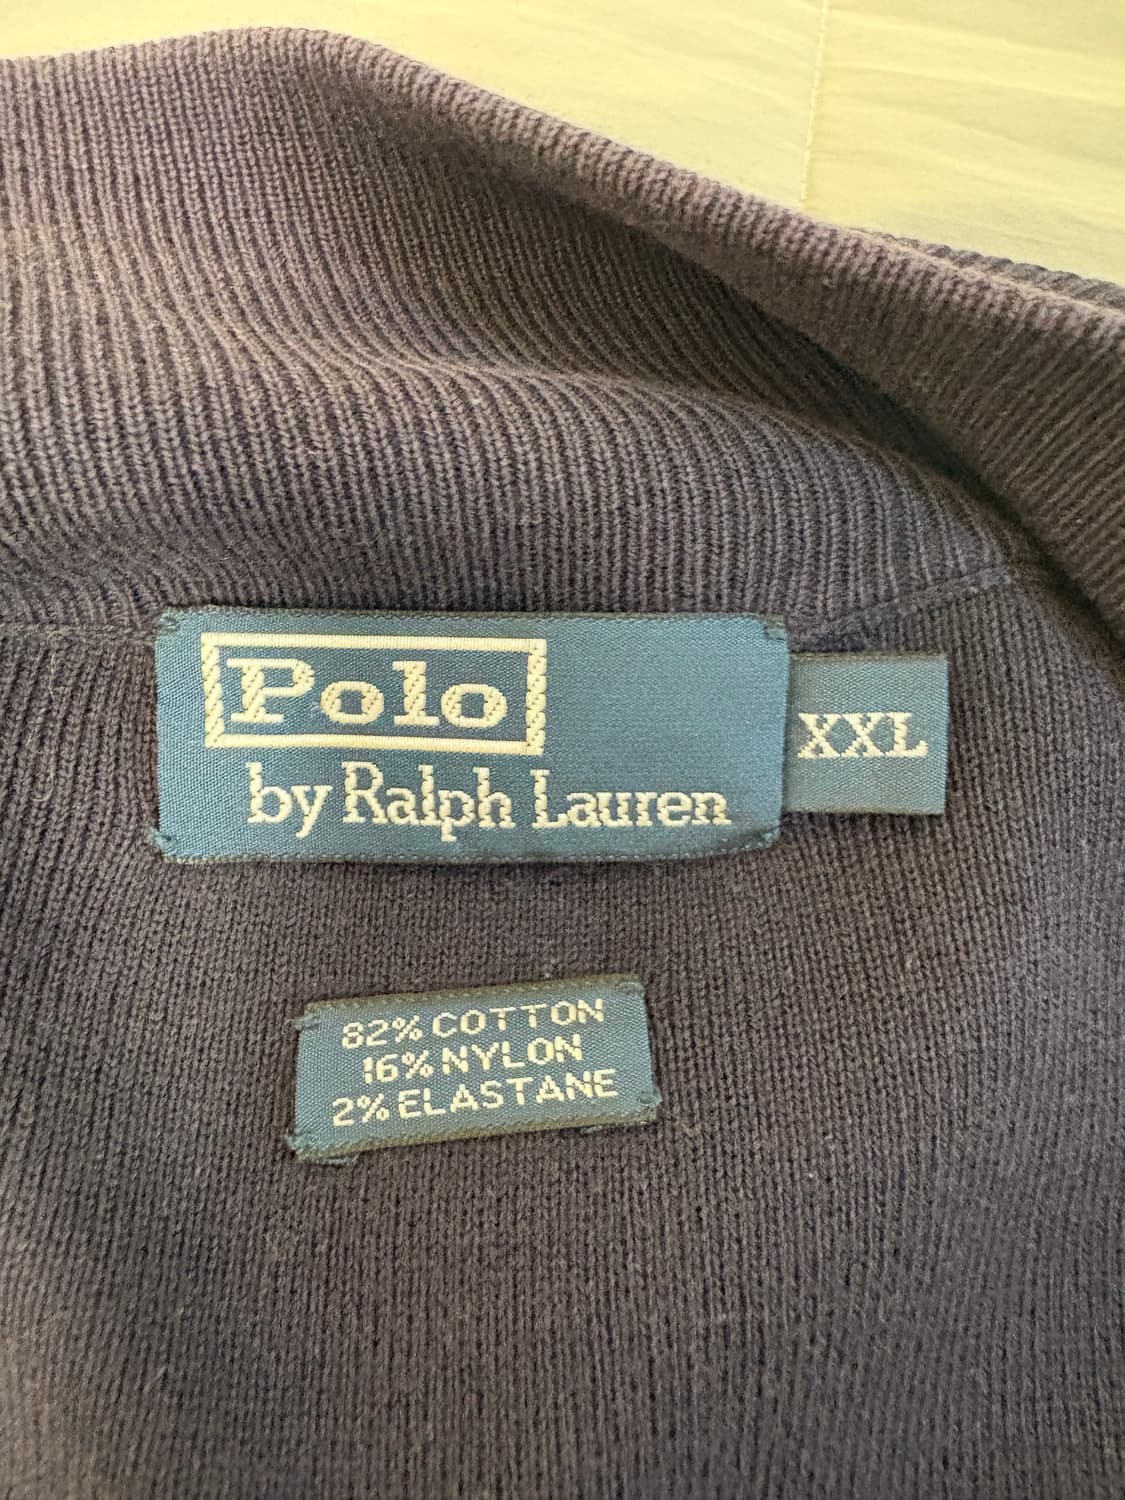 Polo
by Ralph Lauren
XXL
82% COTTON
16% NYLON
2% ELASTANE